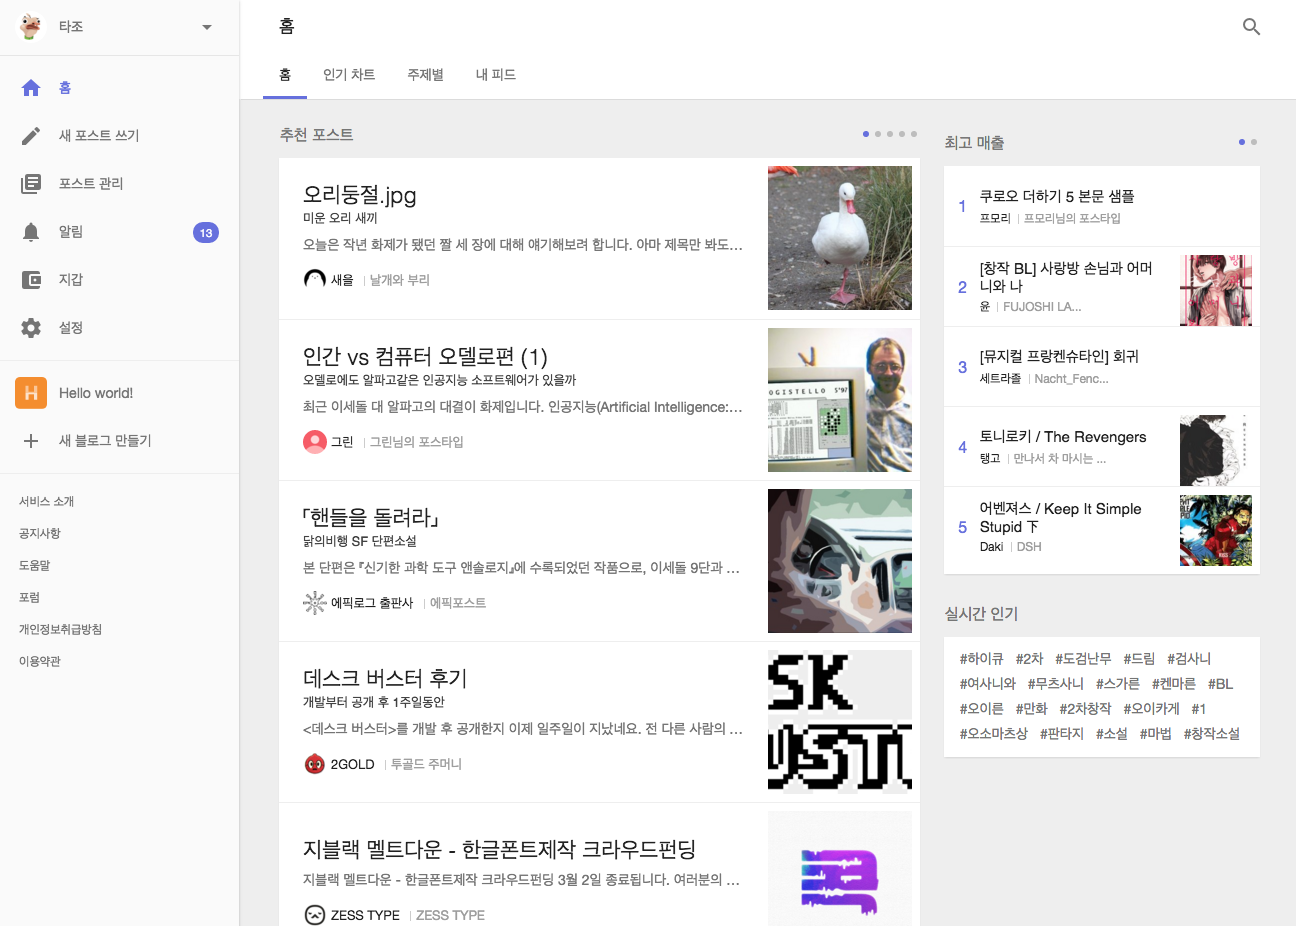 타조
홈
새 포스트 쓰기
포스트 관리
알림
13
지갑
설정
H
Hello world!
새 블로그 만들기
서비스 소개
공지사항
도움말
포럼
개인정보취급방침
이용약관
홈
홈
인기 차트
주제별
내 피드
추천 포스트
오리둥절.jpg
미운 오리 새끼
오늘은 작년 화제가 됐던 짤 세 장에 대해 얘기해보려 합니다. 아마 제목만 봐도...
새을
날개와 부리
인간 vs 컴퓨터 오델로편 (1)
오델로에도 알파고같은 인공지능 소프트웨어가 있을까
최근 이세돌 대 알파고의 대결이 화제입니다. 인공지능(Artificial Intelligence:...
그린
그린님의 포스타입
OGISTELLO 5'97
「핸들을 돌려라」
닭의비행 SF 단편소설
본 단편은 『신기한 과학 도구 앤솔로지』에 수록되었던 작품으로, 이세돌 9단과 ...
에픽로그 출판사
에픽포스트
데스크 버스터 후기
개발부터 공개 후 1주일동안
<데스크 버스터>를 개발 후 공개한지 이제 일주일이 지났네요. 전 다른 사람의 ...
2GOLD
투골드 주머니
SK
USTI
지블랙 멜트다운 - 한글폰트제작 크라우드펀딩
지블랙 멜트다운 - 한글폰트제작 크라우드펀딩 3월 2일 종료됩니다. 여러분의 ...
ZESS TYPE
ZESS TYPE
최고 매출
1
쿠로오 더하기 5 본문 샘플
프모리
프모리님의 포스타입
2
[창작 BL] 사랑방 손님과 어머
니와 나
윤
FUJOSHI LA...
3
[뮤지컬 프랑켄슈타인] 회귀
세트라졸
Nacht_Fenc...
4
토니로키 / The Revengers
탱고
만나서 차 마시는 ...
5
어벤져스 / Keep It Simple
Stupid 下
Daki
DSH
실시간 인기
#하이큐 #2차 #도검난무 #드림 #검사니
#여사니와 #무츠사니 #스가른 #켄마른 #BL
#오이른 #만화 #2차창작 #오이카게 #1
#오소마츠상 #판타지 #소설 #마법 #창작소설